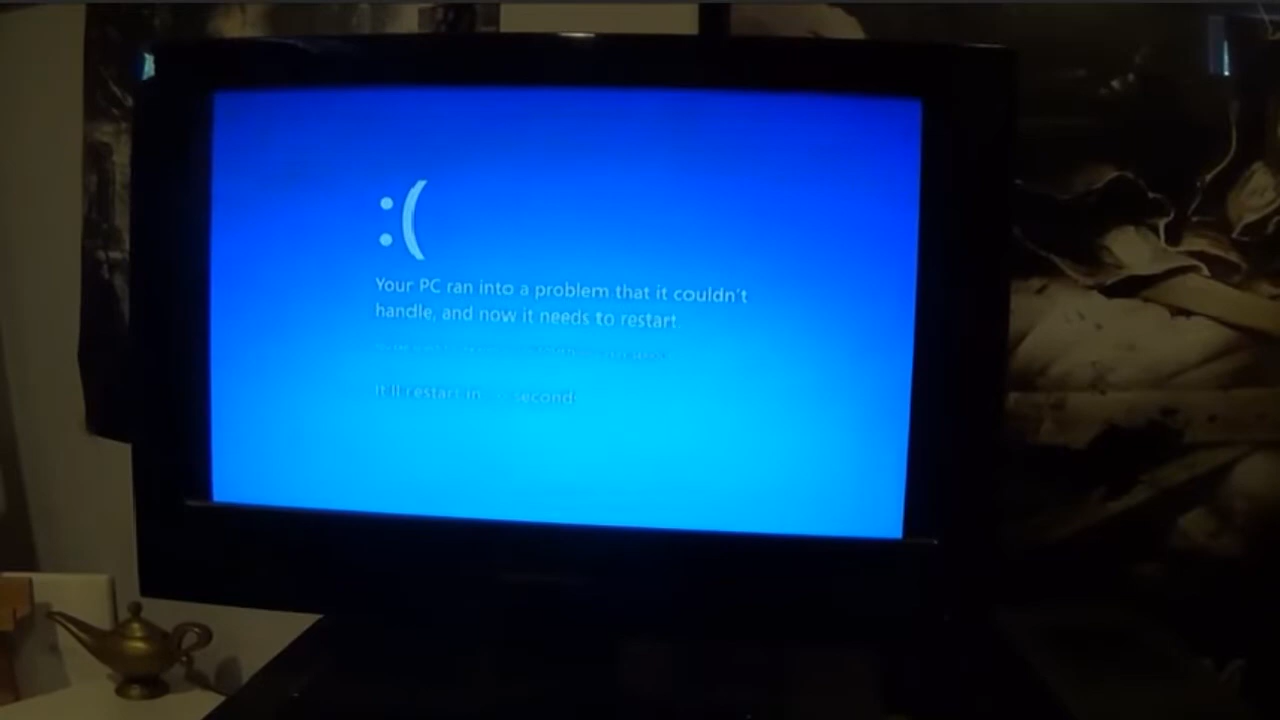 :(
Your PC ran into a problem that it couldn't
handle, and now it needs to restart.
It'll restart in second